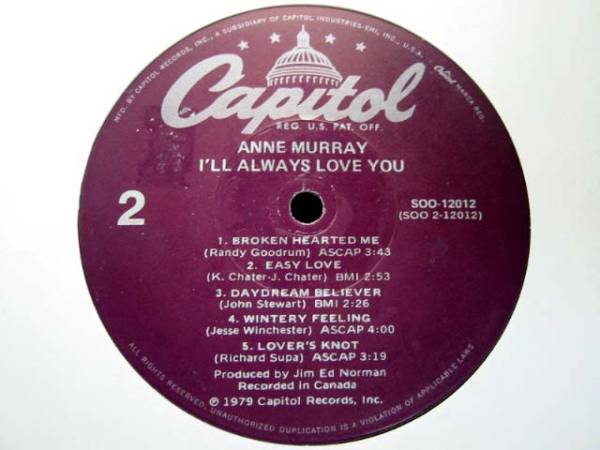 MFD. BY CAPITOL RECORDS, INC., A SUBSIDIARY OF CAPITOL INDUSTRIES-EMI, INC., U.S.A. • Capitol MARCA REG.
Capitol
REG. U.S. PAT. OFF.
ANNE MURRAY
I'LL ALWAYS LOVE YOU
2
SOO-12012
(SOO 2-12012)
1. BROKEN HEARTED ME
(Randy Goodrum) ASCAP 3:43
2. EASY LOVE
(K. Chater-J. Chater) BMI 2:53
3. DAYDREAM BELIEVER
(John Stewart) BMI 2:26
4. WINTERY FEELING
(Jesse Winchester) ASCAP 4:00
5. LOVER'S KNOT
(Richard Supa) ASCAP 3:19
Produced by Jim Ed Norman
Recorded in Canada
℗ 1979 Capitol Records, Inc.
ALL RIGHTS RESERVED. UNAUTHORIZED DUPLICATION IS A VIOLATION OF APPLICABLE LAWS